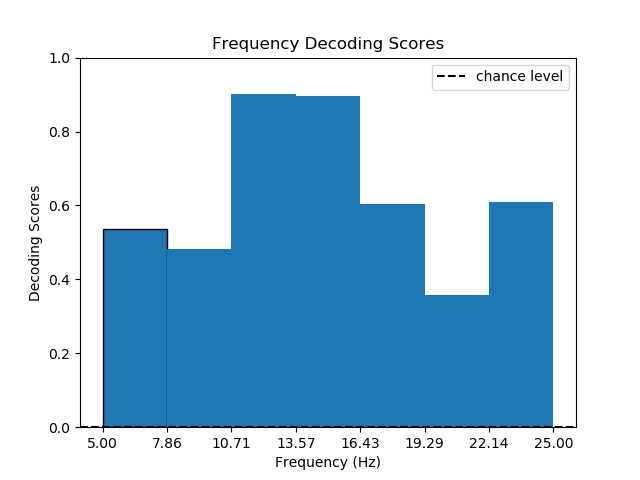 Frequency Decoding Scores
chance level
1.0
0.8
0.6
0.4
0.2
0.0
Decoding Scores
5.00 7.86 10.71 13.57 16.43 19.29 22.14 25.00
Frequency (Hz)